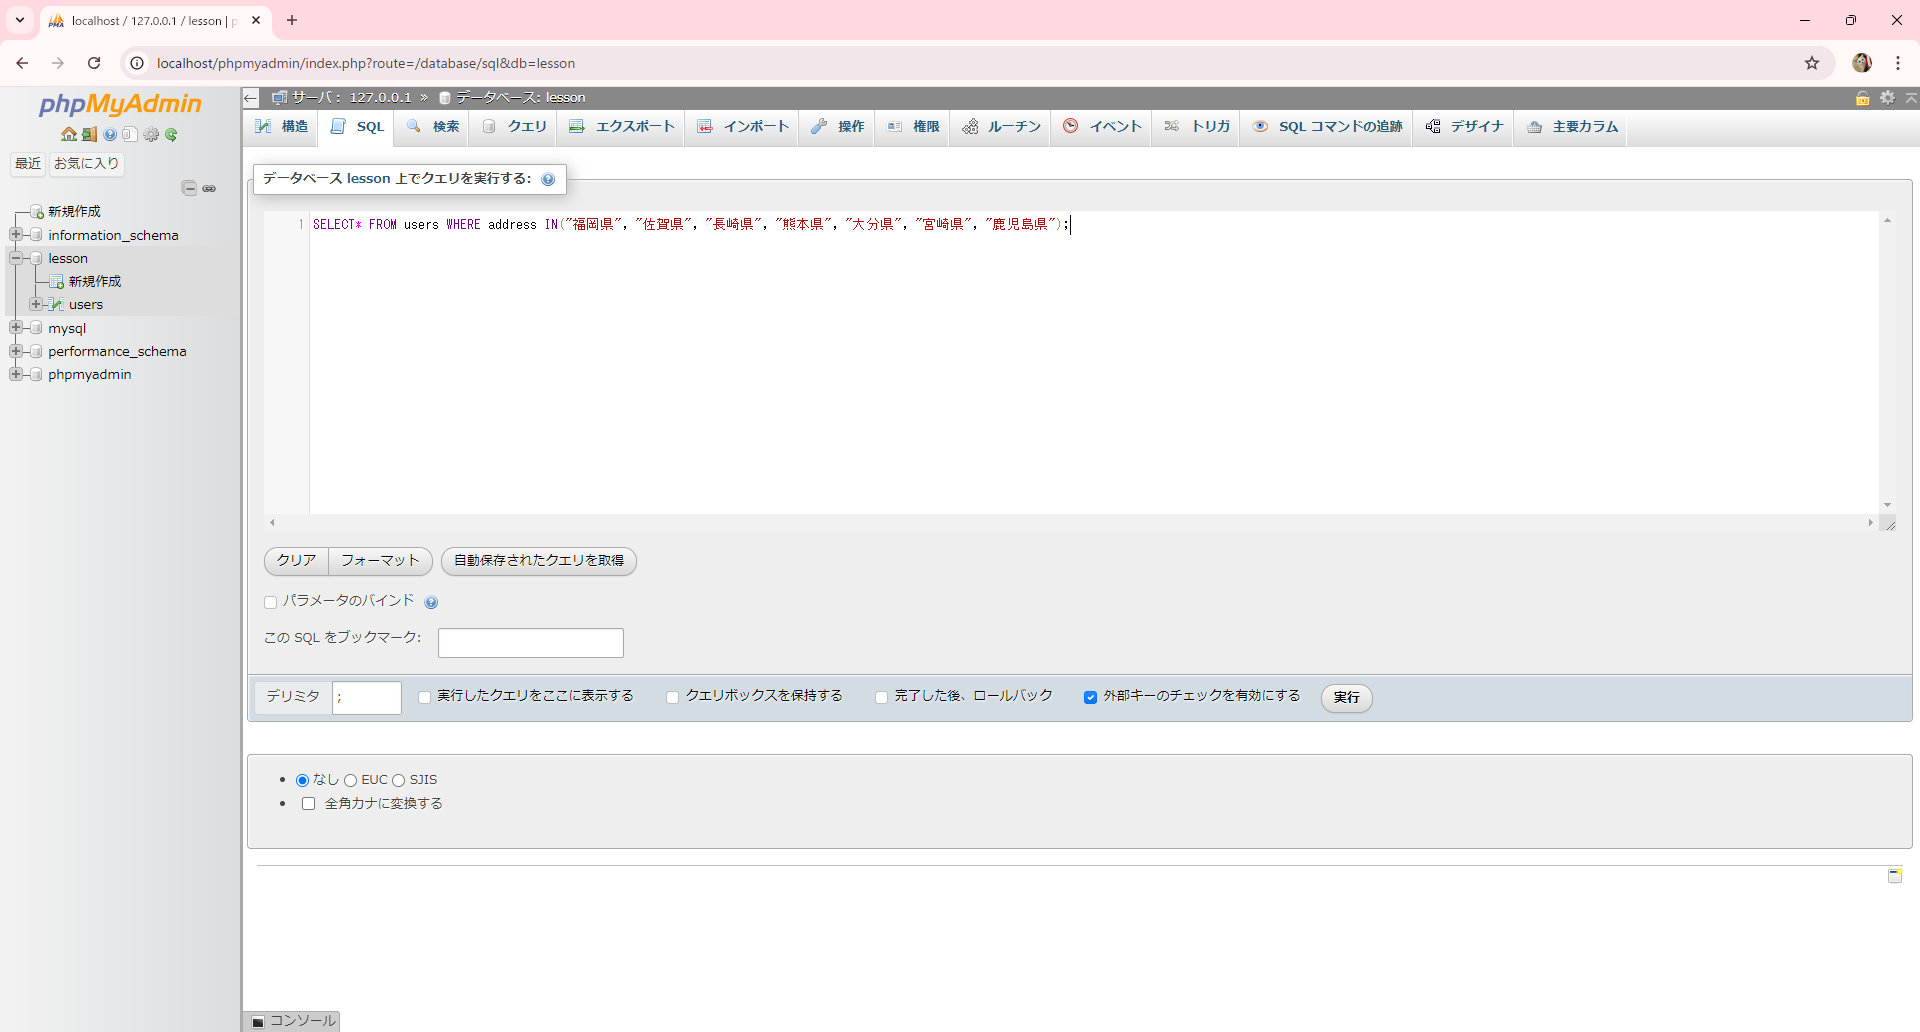 localhost / 127.0.0.1 / lesson | p
localhost/phpmyadmin/index.php?route=/database/sql&db=lesson
phpMyAdmin
最近 お気に入り
新規作成
information_schema
lesson
新規作成
users
mysql
performance_schema
phpmyadmin
サーバ: 127.0.0.1 » データベース: lesson
構造 SQL 検索 クエリ エクスポート インポート 操作 権限 ルーチン イベント トリガ SQL コマンドの追跡 デザイナ 主要カラム
データベース lesson 上でクエリを実行する:
1 SELECT* FROM users WHERE address IN("福岡県", "佐賀県", "長崎県", "熊本県", "大分県", "宮崎県", "鹿児島県");
クリア フォーマット 自動保存されたクエリを取得
パラメータのバインド
この SQL をブックマーク:
デリミタ ; 実行したクエリをここに表示する クエリボックスを保持する 完了した後、ロールバック 外部キーのチェックを有効にする 実行
なし EUC SJIS
全角カナに変換する
コンソール